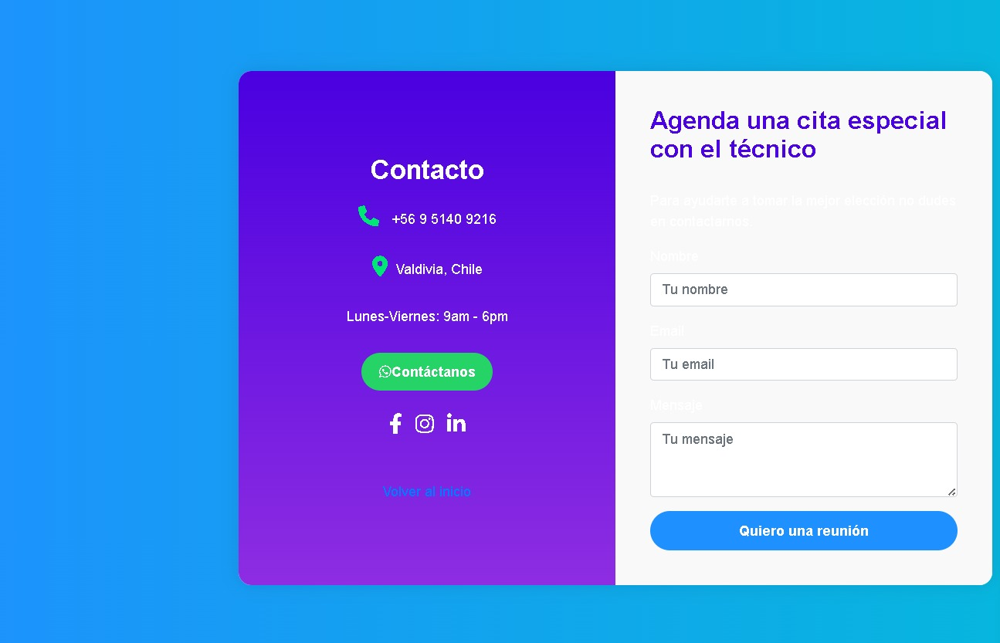 Contacto
+56 9 5140 9216
Valdivia, Chile
Lunes-Viernes: 9am - 6pm
Contáctanos
Volver al inicio
Agenda una cita especial
con el técnico
Para ayudarte a tomar la mejor elección no dudes
en contactarnos.
Nombre
Tu nombre
Email
Tu email
Mensaje
Tu mensaje
Quiero una reunión